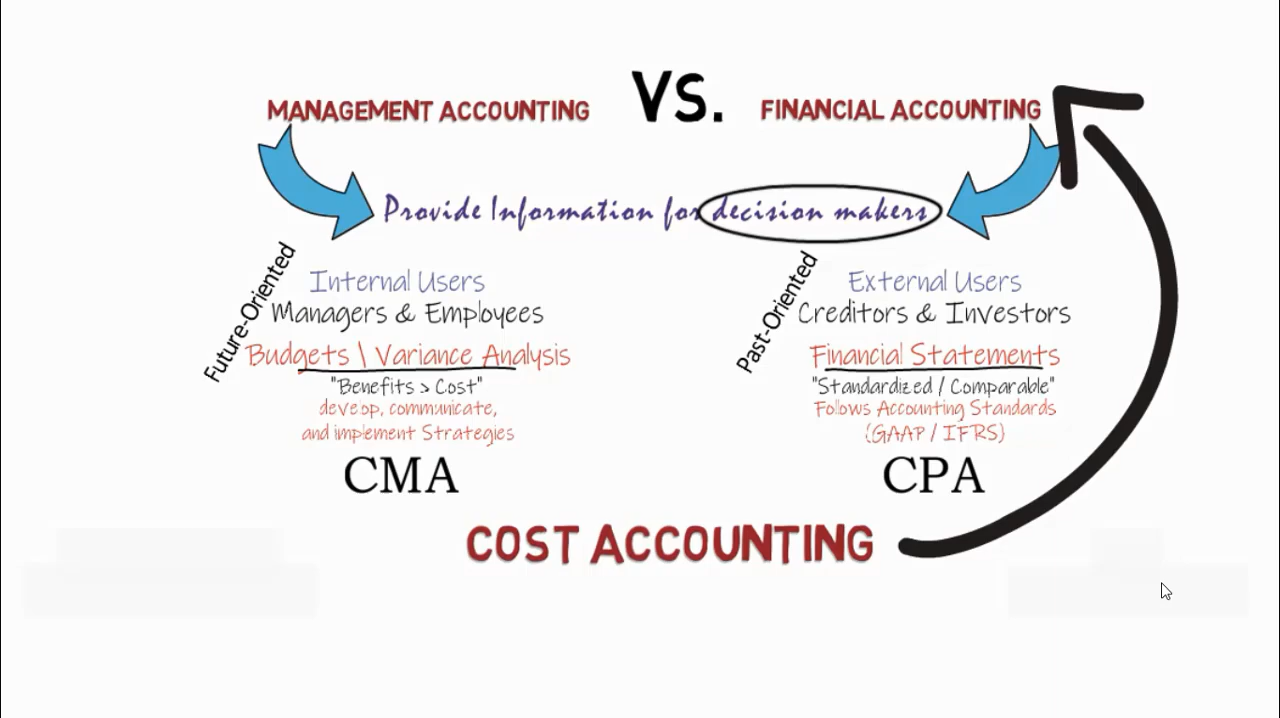 MANAGEMENT ACCOUNTING VS. FINANCIAL ACCOUNTING
Provide Information for decision makers
Future-Oriented
Internal Users
Managers & Employees
Budgets \ Variance Analysis
"Benefits > Cost"
deveop, communicate,
and implement Strategies
CMA
Past-Oriented
External Users
Creditors & Investors
Financial Statements
"Standardized / Comparable"
Follows Accounting Standards
(GAAP / IFRS)
CPA
COST ACCOUNTING